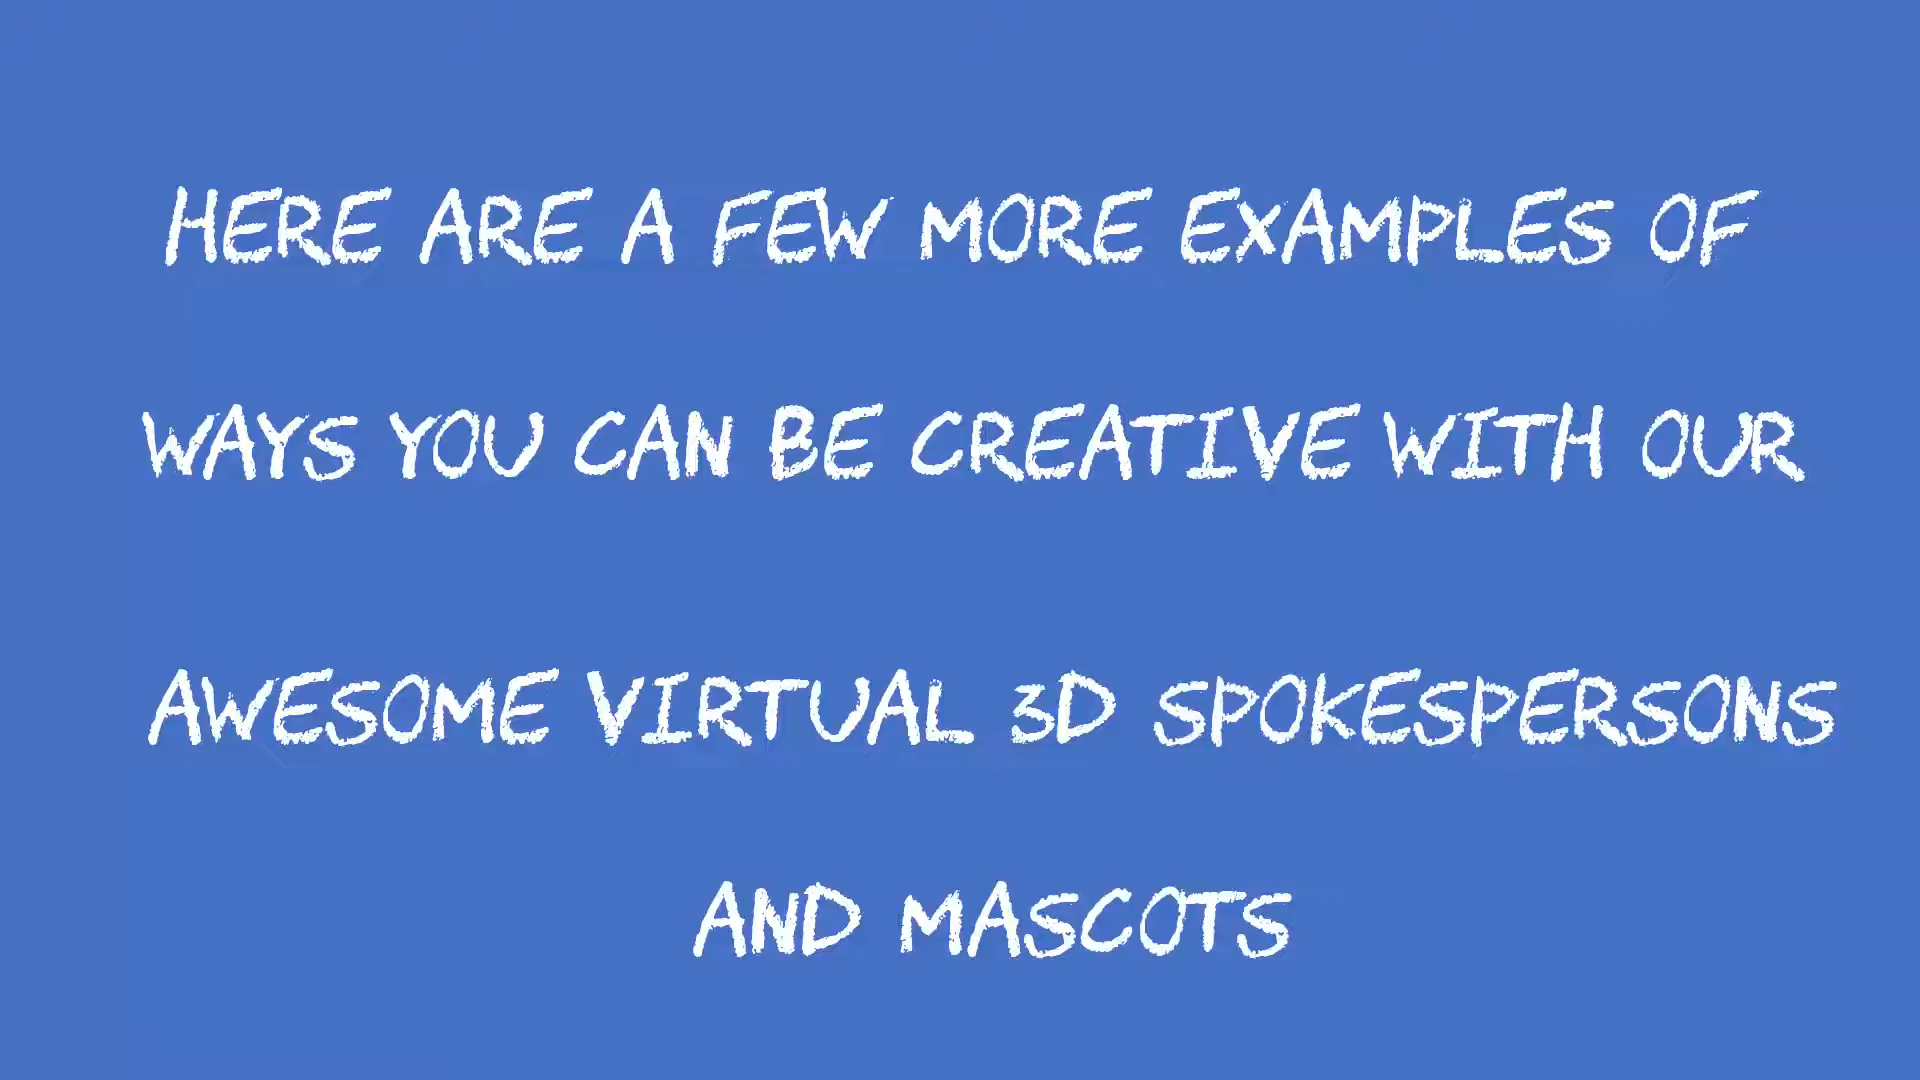 HERE ARE A FEW MORE EXAMPLES OF
WAYS YOU CAN BE CREATIVE WITH OUR
AWESOME VIRTUAL 3D SPOKESPERSONS
AND MASCOTS